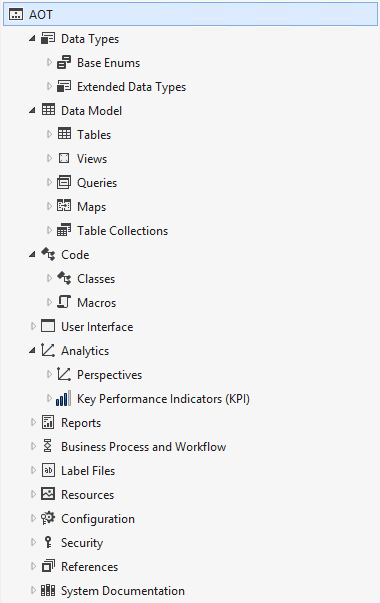 AOT
Data Types
Base Enums
Extended Data Types
Data Model
Tables
Views
Queries
Maps
Table Collections
Code
Classes
Macros
User Interface
Analytics
Perspectives
Key Performance Indicators (KPI)
Reports
Business Process and Workflow
Label Files
Resources
Configuration
Security
References
System Documentation